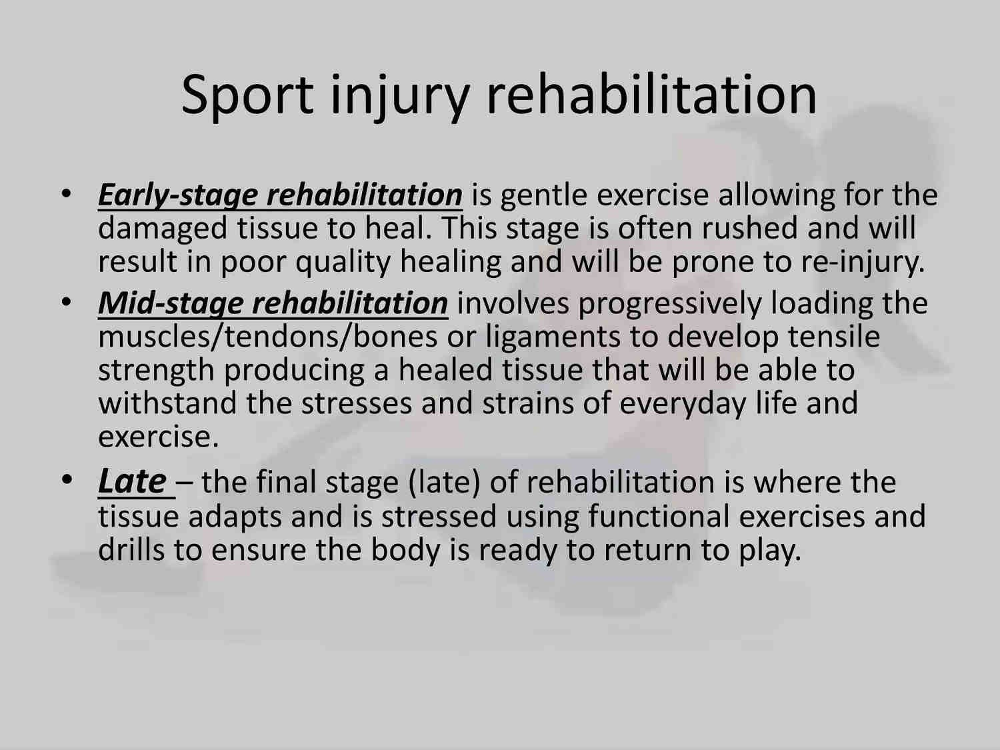 Sport injury rehabilitation
• Early-stage rehabilitation is gentle exercise allowing for the
damaged tissue to heal. This stage is often rushed and will
result in poor quality healing and will be prone to re-injury.
• Mid-stage rehabilitation involves progressively loading the
muscles/tendons/bones or ligaments to develop tensile
strength producing a healed tissue that will be able to
withstand the stresses and strains of everyday life and
exercise.
• Late – the final stage (late) of rehabilitation is where the
tissue adapts and is stressed using functional exercises and
drills to ensure the body is ready to return to play.